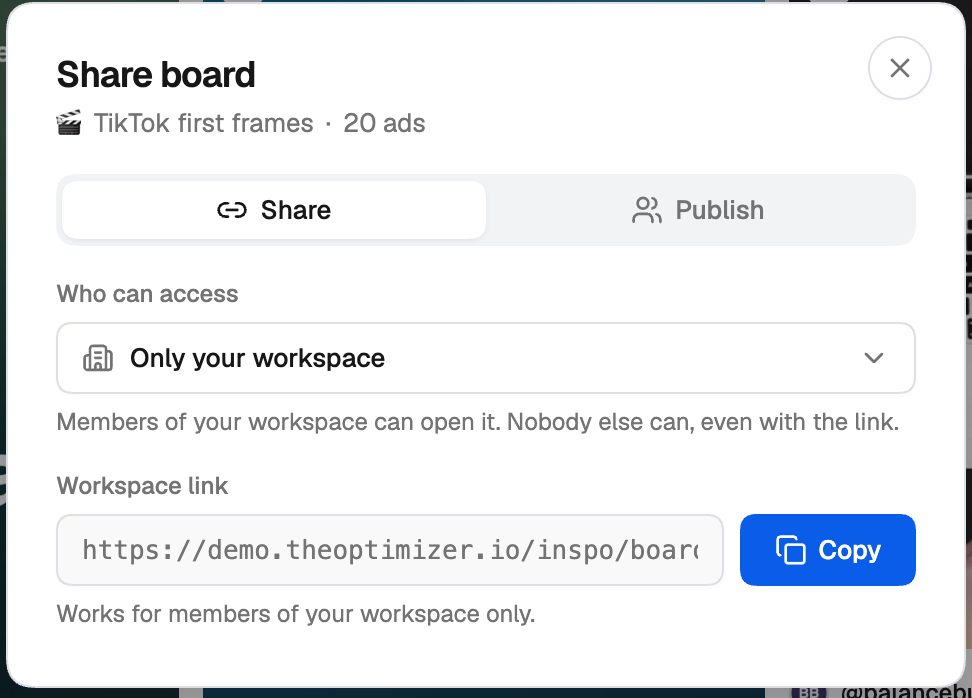 Share board
TikTok first frames · 20 ads
Share
Publish
Who can access
Only your workspace
Members of your workspace can open it. Nobody else can, even with the link.
Workspace link
https://demo.theoptimizer.io/inspo/boar
Copy
Works for members of your workspace only.
BB